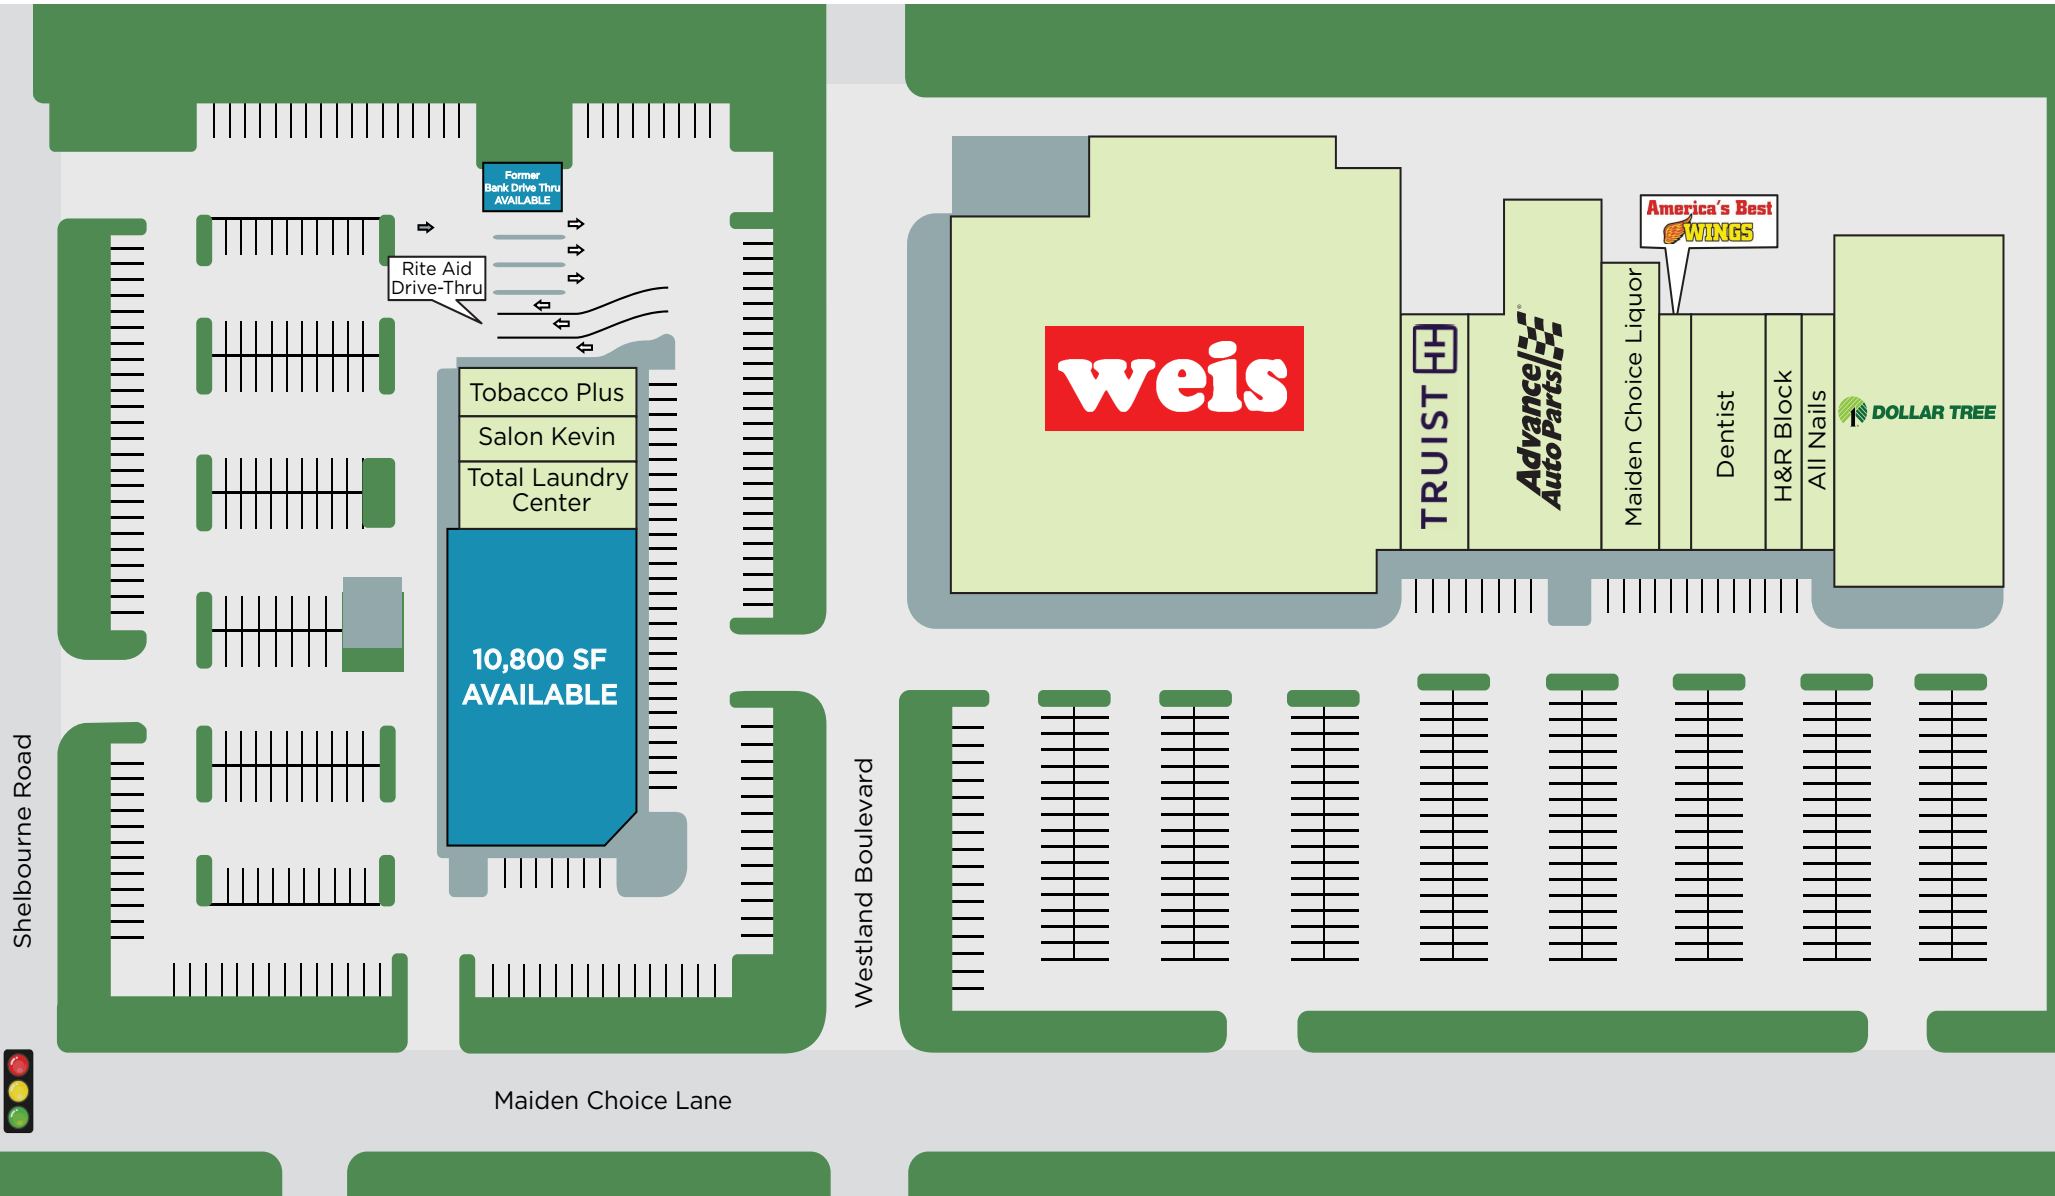 Former
Bank Drive Thru
AVAILABLE
Rite Aid
Drive-Thru
Tobacco Plus
Salon Kevin
Total Laundry
Center
10,800 SF
AVAILABLE
Shelbourne Road
Westland Boulevard
Maiden Choice Lane
weis
TRUIST
Advance
Auto Parts
Maiden Choice Liquor
America's Best
WINGS
Dentist
H&R Block
All Nails
DOLLAR TREE